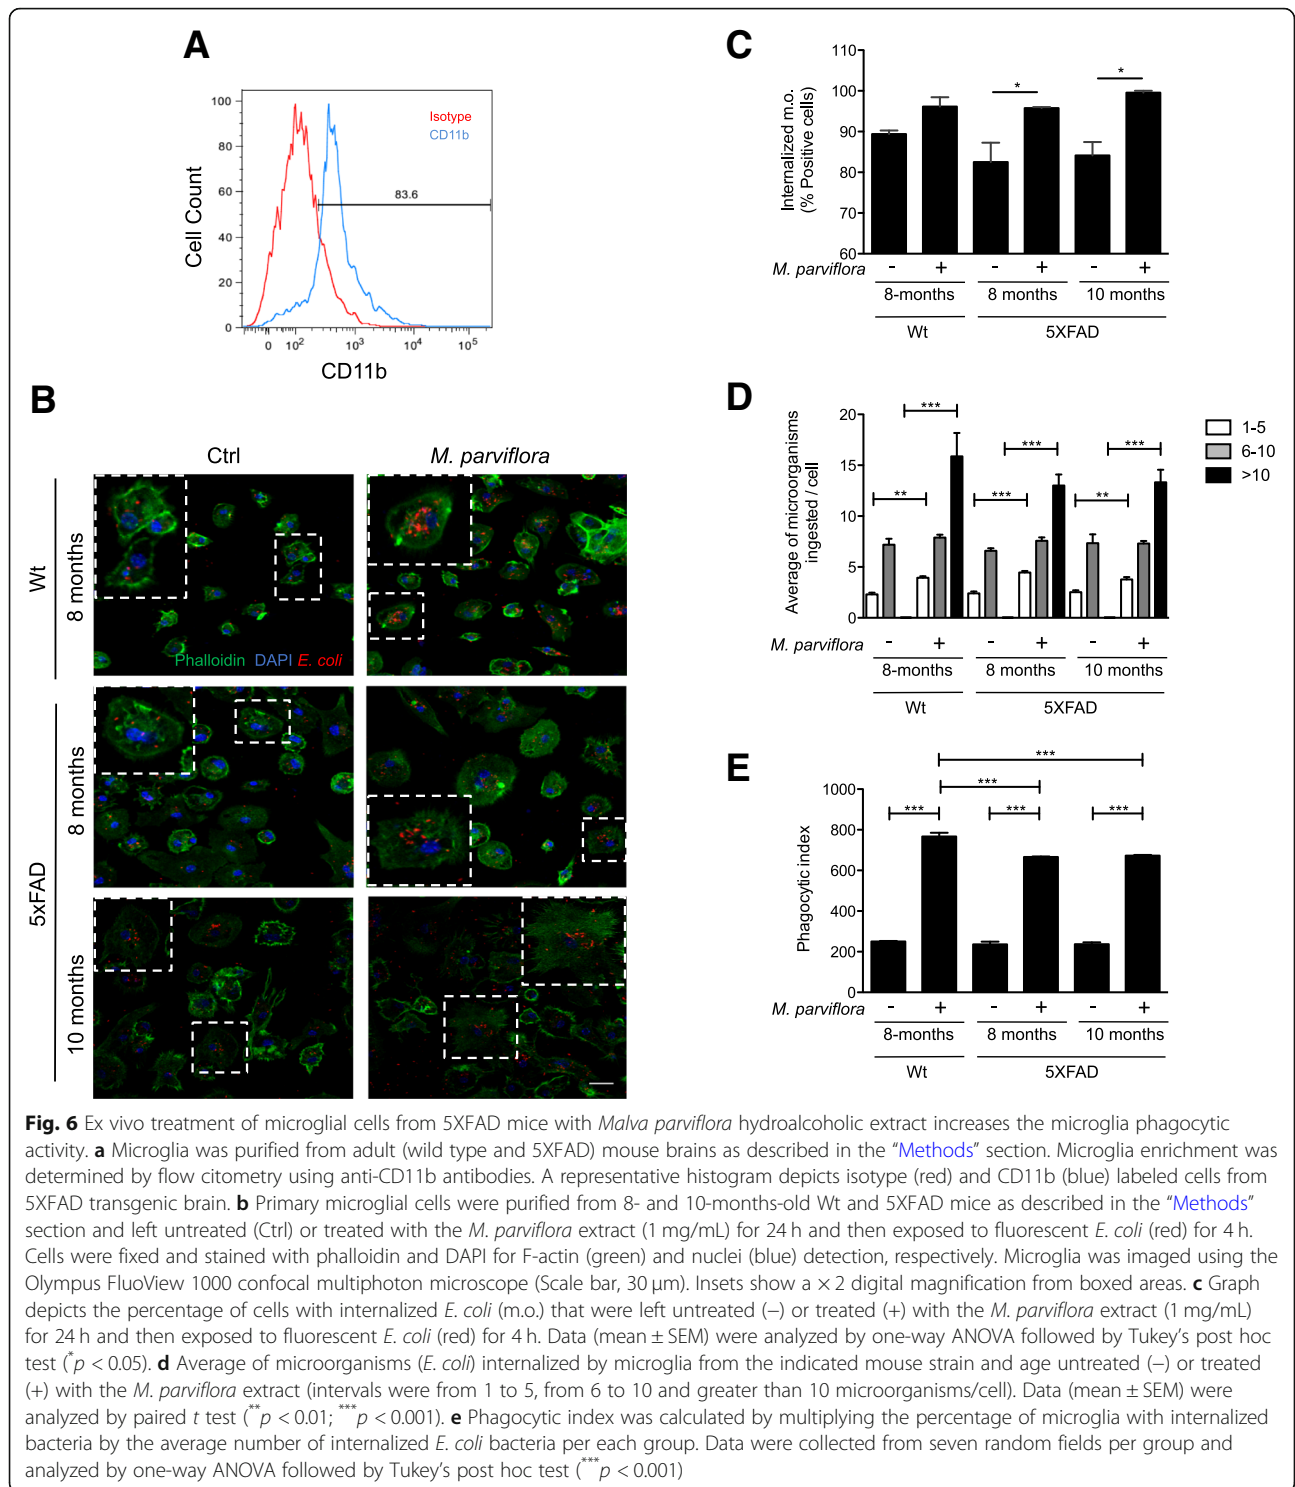 A
Isotype
CD11b
100
80
60
40
20
0
83.6
Cell Count
0 10² 10³ 10⁴ 10⁵
CD11b
B
Ctrl M. parviflora
Wt
8 months
Phalloidin DAPI E. coli
5xFAD
8 months
10 months
C
110
100
90
80
70
60
Internalized m.o.
(% Positive cells)
* *
M. parviflora - + - + - +
8-months 8 months 10 months
Wt 5XFAD
D
20
15
10
5
0
Average of microorganisms
ingested / cell
*** *** ***
** *** **
1-5
6-10
>10
M. parviflora - + - + - +
8-months 8 months 10 months
Wt 5XFAD
E
***
***
*** *** ***
1000
800
600
400
200
0
Phagocytic index
M. parviflora - + - + - +
8-months 8 months 10 months
Wt 5XFAD
Fig. 6 Ex vivo treatment of microglial cells from 5XFAD mice with Malva parviflora hydroalcoholic extract increases the microglia phagocytic
activity. a Microglia was purified from adult (wild type and 5XFAD) mouse brains as described in the “Methods” section. Microglia enrichment was
determined by flow citometry using anti-CD11b antibodies. A representative histogram depicts isotype (red) and CD11b (blue) labeled cells from
5XFAD transgenic brain. b Primary microglial cells were purified from 8- and 10-months-old Wt and 5XFAD mice as described in the “Methods”
section and left untreated (Ctrl) or treated with the M. parviflora extract (1 mg/mL) for 24 h and then exposed to fluorescent E. coli (red) for 4 h.
Cells were fixed and stained with phalloidin and DAPI for F-actin (green) and nuclei (blue) detection, respectively. Microglia was imaged using the
Olympus FluoView 1000 confocal multiphoton microscope (Scale bar, 30 μm). Insets show a × 2 digital magnification from boxed areas. c Graph
depicts the percentage of cells with internalized E. coli (m.o.) that were left untreated (−) or treated (+) with the M. parviflora extract (1 mg/mL)
for 24 h and then exposed to fluorescent E. coli (red) for 4 h. Data (mean ± SEM) were analyzed by one-way ANOVA followed by Tukey’s post hoc
test (*p < 0.05). d Average of microorganisms (E. coli) internalized by microglia from the indicated mouse strain and age untreated (−) or treated
(+) with the M. parviflora extract (intervals were from 1 to 5, from 6 to 10 and greater than 10 microorganisms/cell). Data (mean ± SEM) were
analyzed by paired t test (**p < 0.01; ***p < 0.001). e Phagocytic index was calculated by multiplying the percentage of microglia with internalized
bacteria by the average number of internalized E. coli bacteria per each group. Data were collected from seven random fields per group and
analyzed by one-way ANOVA followed by Tukey’s post hoc test (***p < 0.001)